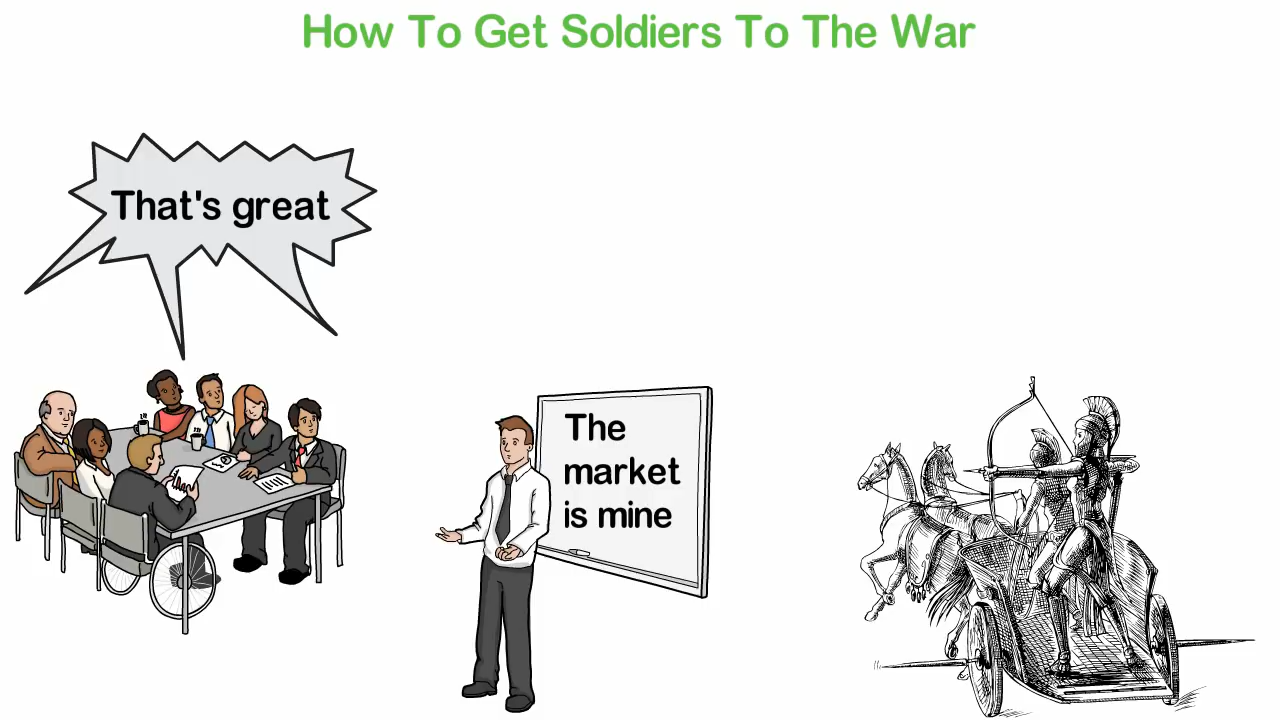 How To Get Soldiers To The War
That's great
The
market
is mine